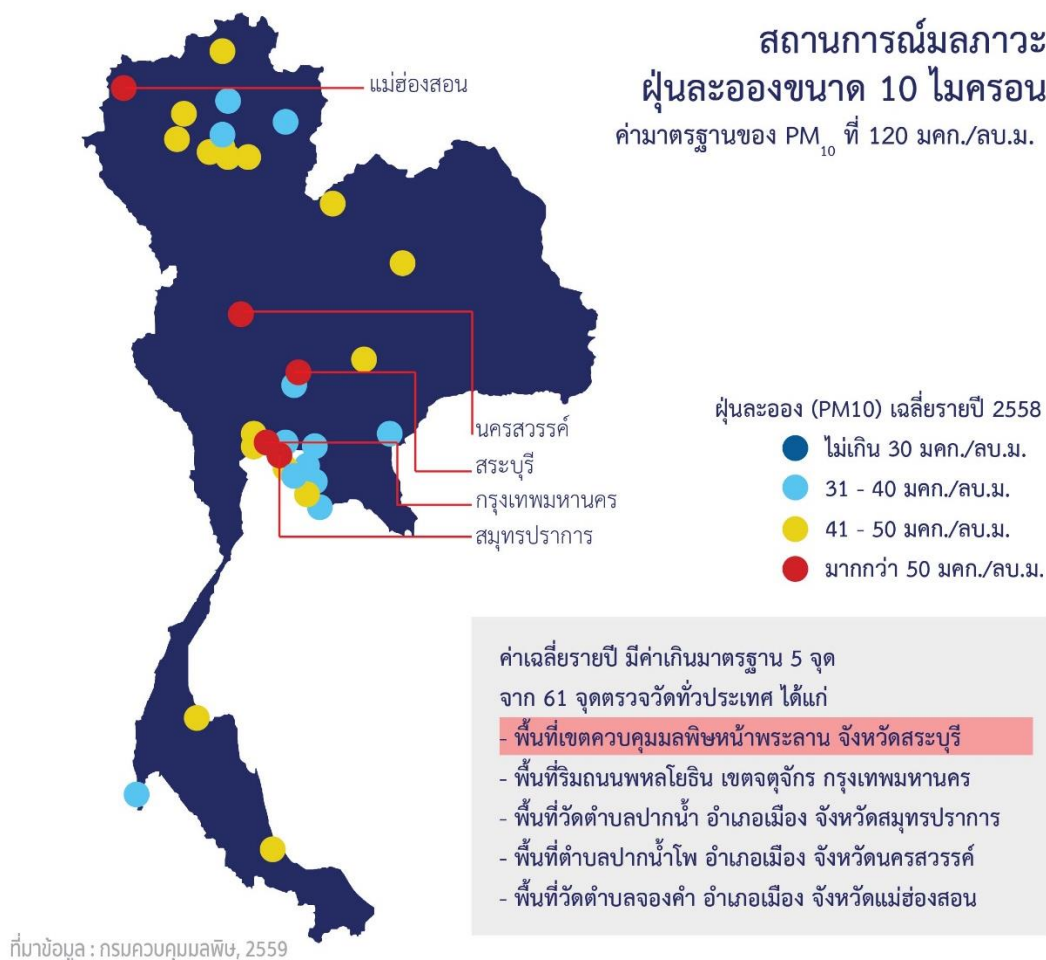 สถานการณ์มลภาวะ
ฝุ่นละอองขนาด 10 ไมครอน
ค่ามาตรฐานของ PM₁₀ ที่ 120 มคก./ลบ.ม.
แม่ฮ่องสอน
นครสวรรค์
สระบุรี
กรุงเทพมหานคร
สมุทรปราการ
ฝุ่นละออง (PM10) เฉลี่ยรายปี 2558
ไม่เกิน 30 มคก./ลบ.ม.
31 - 40 มคก./ลบ.ม.
41 - 50 มคก./ลบ.ม.
มากกว่า 50 มคก./ลบ.ม.
ค่าเฉลี่ยรายปี มีค่าเกินมาตรฐาน 5 จุด
จาก 61 จุดตรวจวัดทั่วประเทศ ได้แก่
- พื้นที่เขตควบคุมมลพิษหน้าพระลาน จังหวัดสระบุรี
- พื้นที่ริมถนนพหลโยธิน เขตจตุจักร กรุงเทพมหานคร
- พื้นที่วัดตำบลปากน้ำ อำเภอเมือง จังหวัดสมุทรปราการ
- พื้นที่ตำบลปากน้ำโพ อำเภอเมือง จังหวัดนครสวรรค์
- พื้นที่วัดตำบลจองคำ อำเภอเมือง จังหวัดแม่ฮ่องสอน
ที่มาข้อมูล : กรมควบคุมมลพิษ, 2559